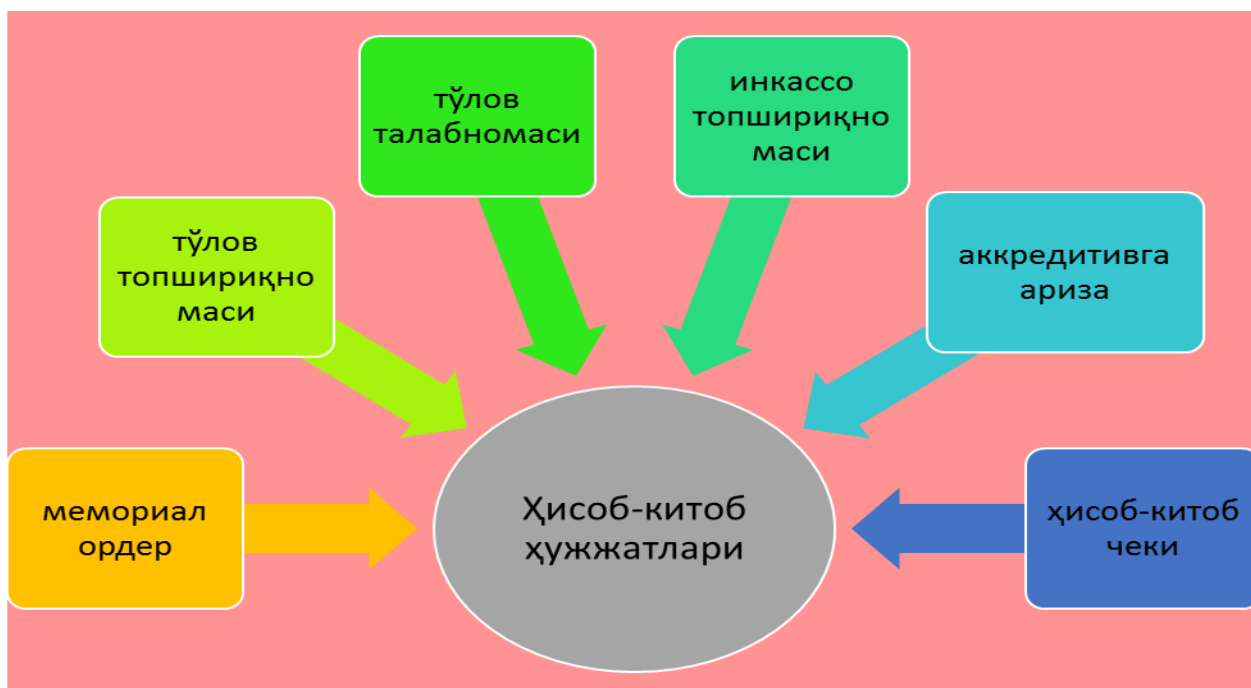 тўлов
талабномаси
инкассо
топшириқно
маси
тўлов
топшириқно
маси
аккредитивга
ариза
мемориал
ордер
Ҳисоб-китоб
ҳужжатлари
ҳисоб-китоб
чеки